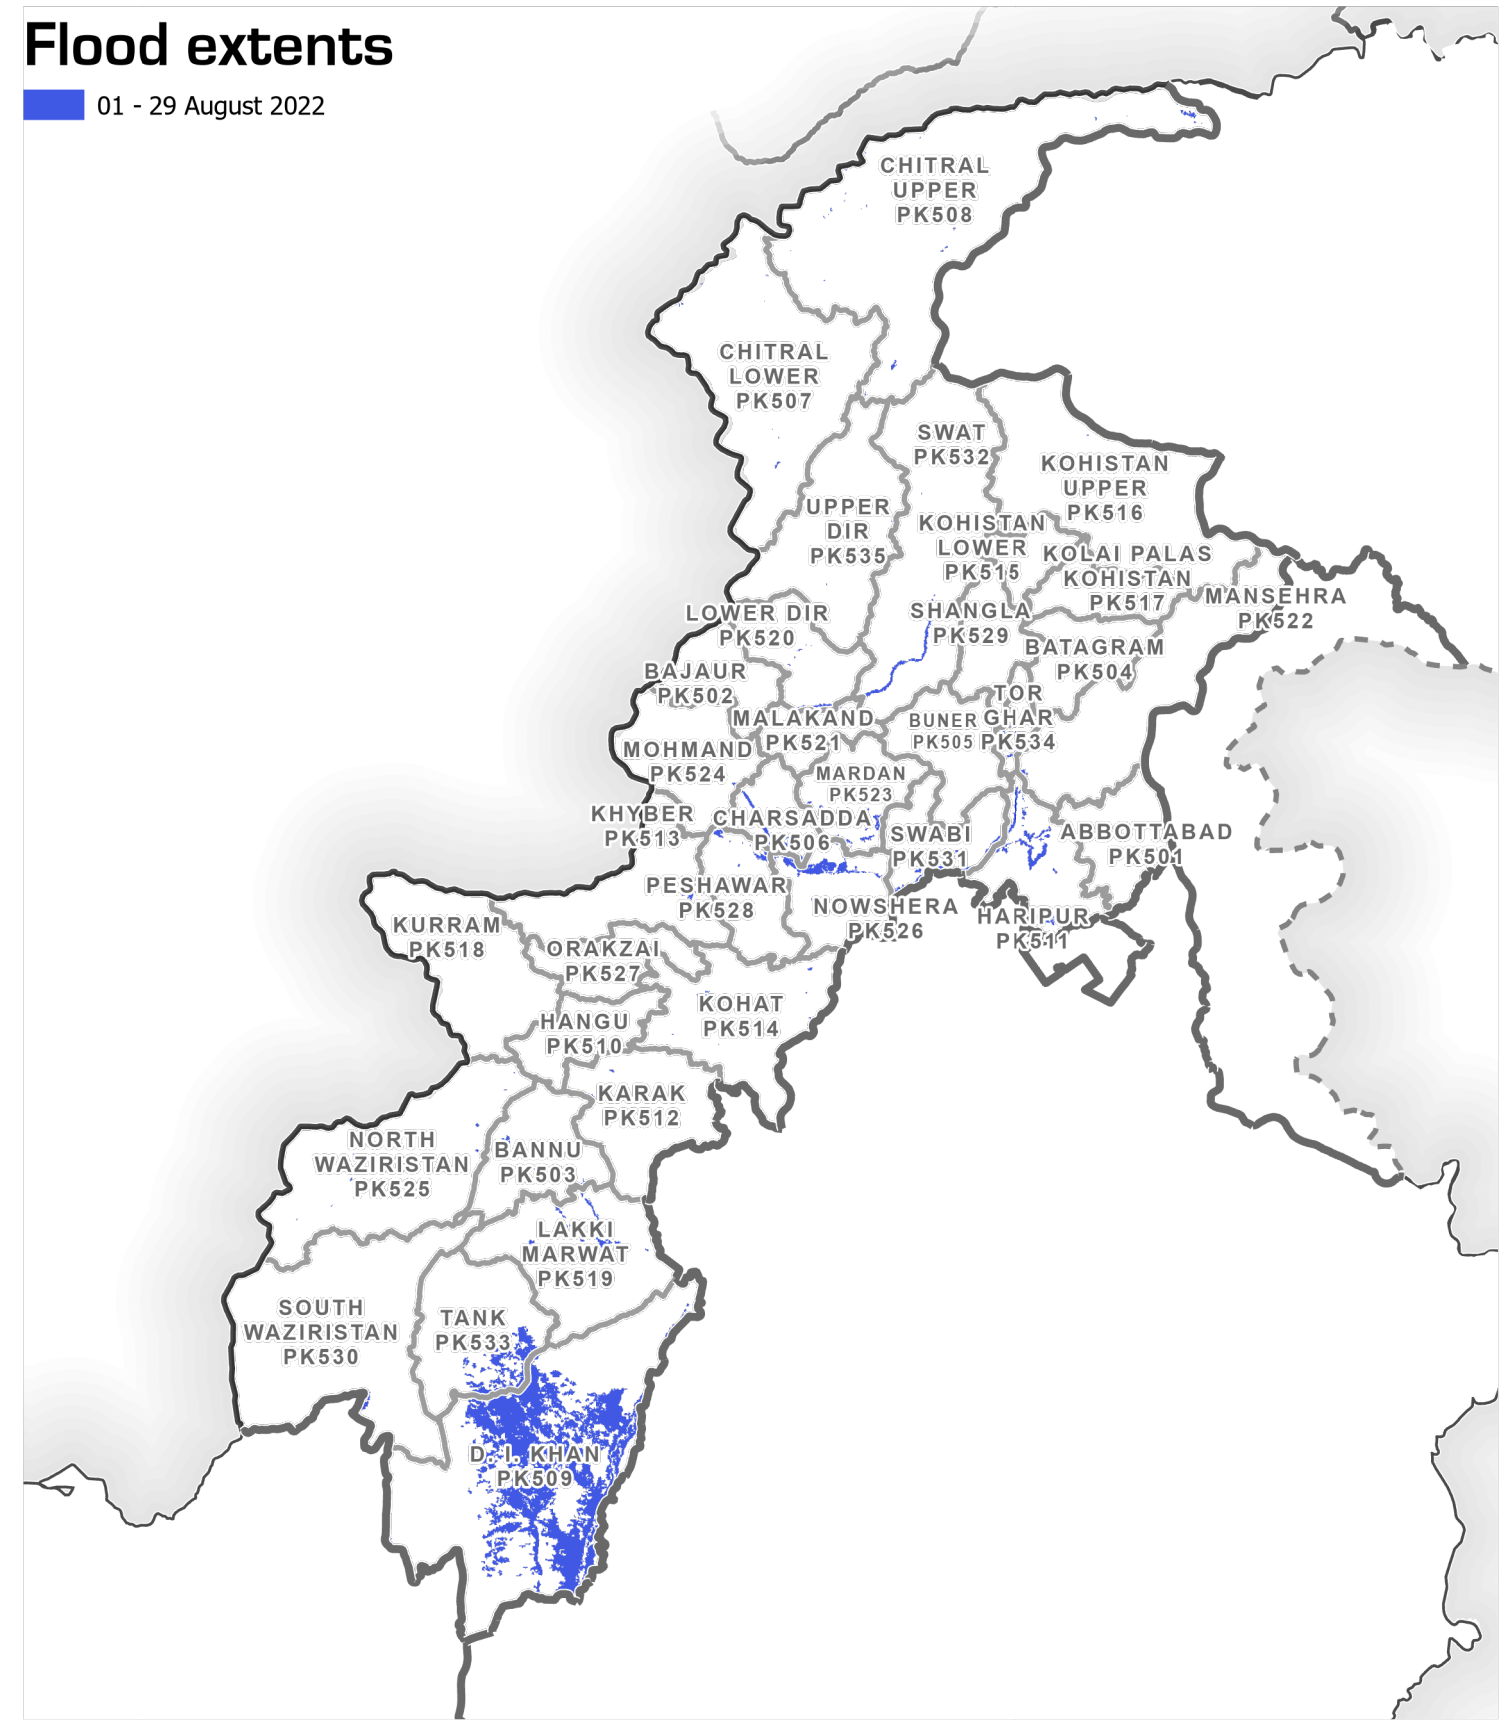 Flood extents
01 - 29 August 2022
CHITRAL
UPPER
PK508
CHITRAL
LOWER
PK507
SWAT
PK532
KOHISTAN
UPPER
PK516
UPPER
DIR
PK535
KOHISTAN
LOWER
PK515
KOLAI PALAS
KOHISTAN
PK517
MANSEHRA
PK522
LOWER DIR
PK520
SHANGLA
PK529
BATAGRAM
PK504
BAJAUR
PK502
TOR
GHAR
PK534
MALAKAND
PK521
BUNER
PK505
MOHMAND
PK524
MARDAN
PK523
KHYBER
PK513
CHARSADDA
PK506
SWABI
PK531
ABBOTTABAD
PK501
PESHAWAR
PK528
NOWSHERA
PK526
HARIPUR
PK511
KURRAM
PK518
ORAKZAI
PK527
KOHAT
PK514
HANGU
PK510
KARAK
PK512
NORTH
WAZIRISTAN
PK525
BANNU
PK503
LAKKI
MARWAT
PK519
SOUTH
WAZIRISTAN
PK530
TANK
PK533
D. I. KHAN
PK509